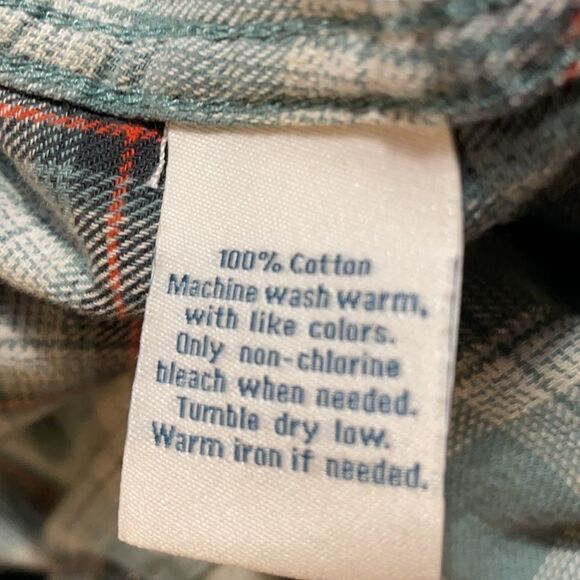 100% Cotton
Machine wash warm,
with like colors.
Only non-chlorine
bleach when needed.
Tumble dry low.
Warm iron if needed.